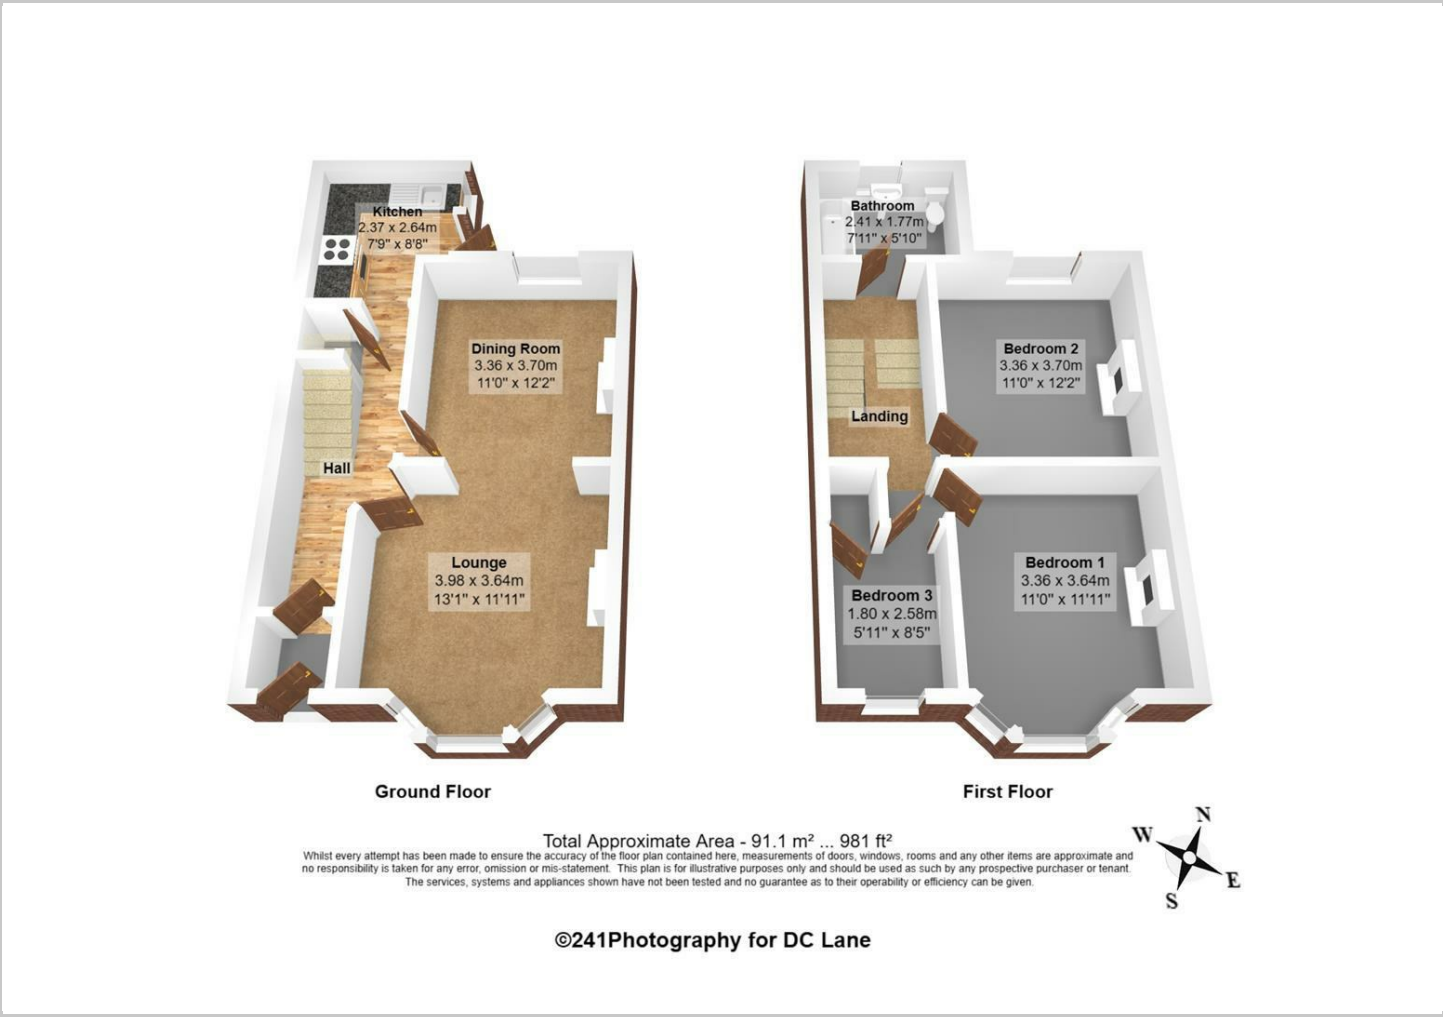 Kitchen
2.37 x 2.64m
7'9" x 8'8"
Dining Room
3.36 x 3.70m
11'0" x 12'2"
Hall
Lounge
3.98 x 3.64m
13'1" x 11'11"
Ground Floor
Bathroom
2.41 x 1.77m
7'11" x 5'10"
Bedroom 2
3.36 x 3.70m
11'0" x 12'2"
Landing
Bedroom 1
3.36 x 3.64m
11'0" x 11'11"
Bedroom 3
1.80 x 2.58m
5'11" x 8'5"
First Floor
Total Approximate Area - 91.1 m² ... 981 ft²
Whilst every attempt has been made to ensure the accuracy of the floor plan contained here, measurements of doors, windows, rooms and any other items are approximate and
no responsibility is taken for any error, omission or mis-statement. This plan is for illustrative purposes only and should be used as such by any prospective purchaser or tenant.
The services, systems and appliances shown have not been tested and no guarantee as to their operability or efficiency can be given.
N
W
E
S
©241Photography for DC Lane